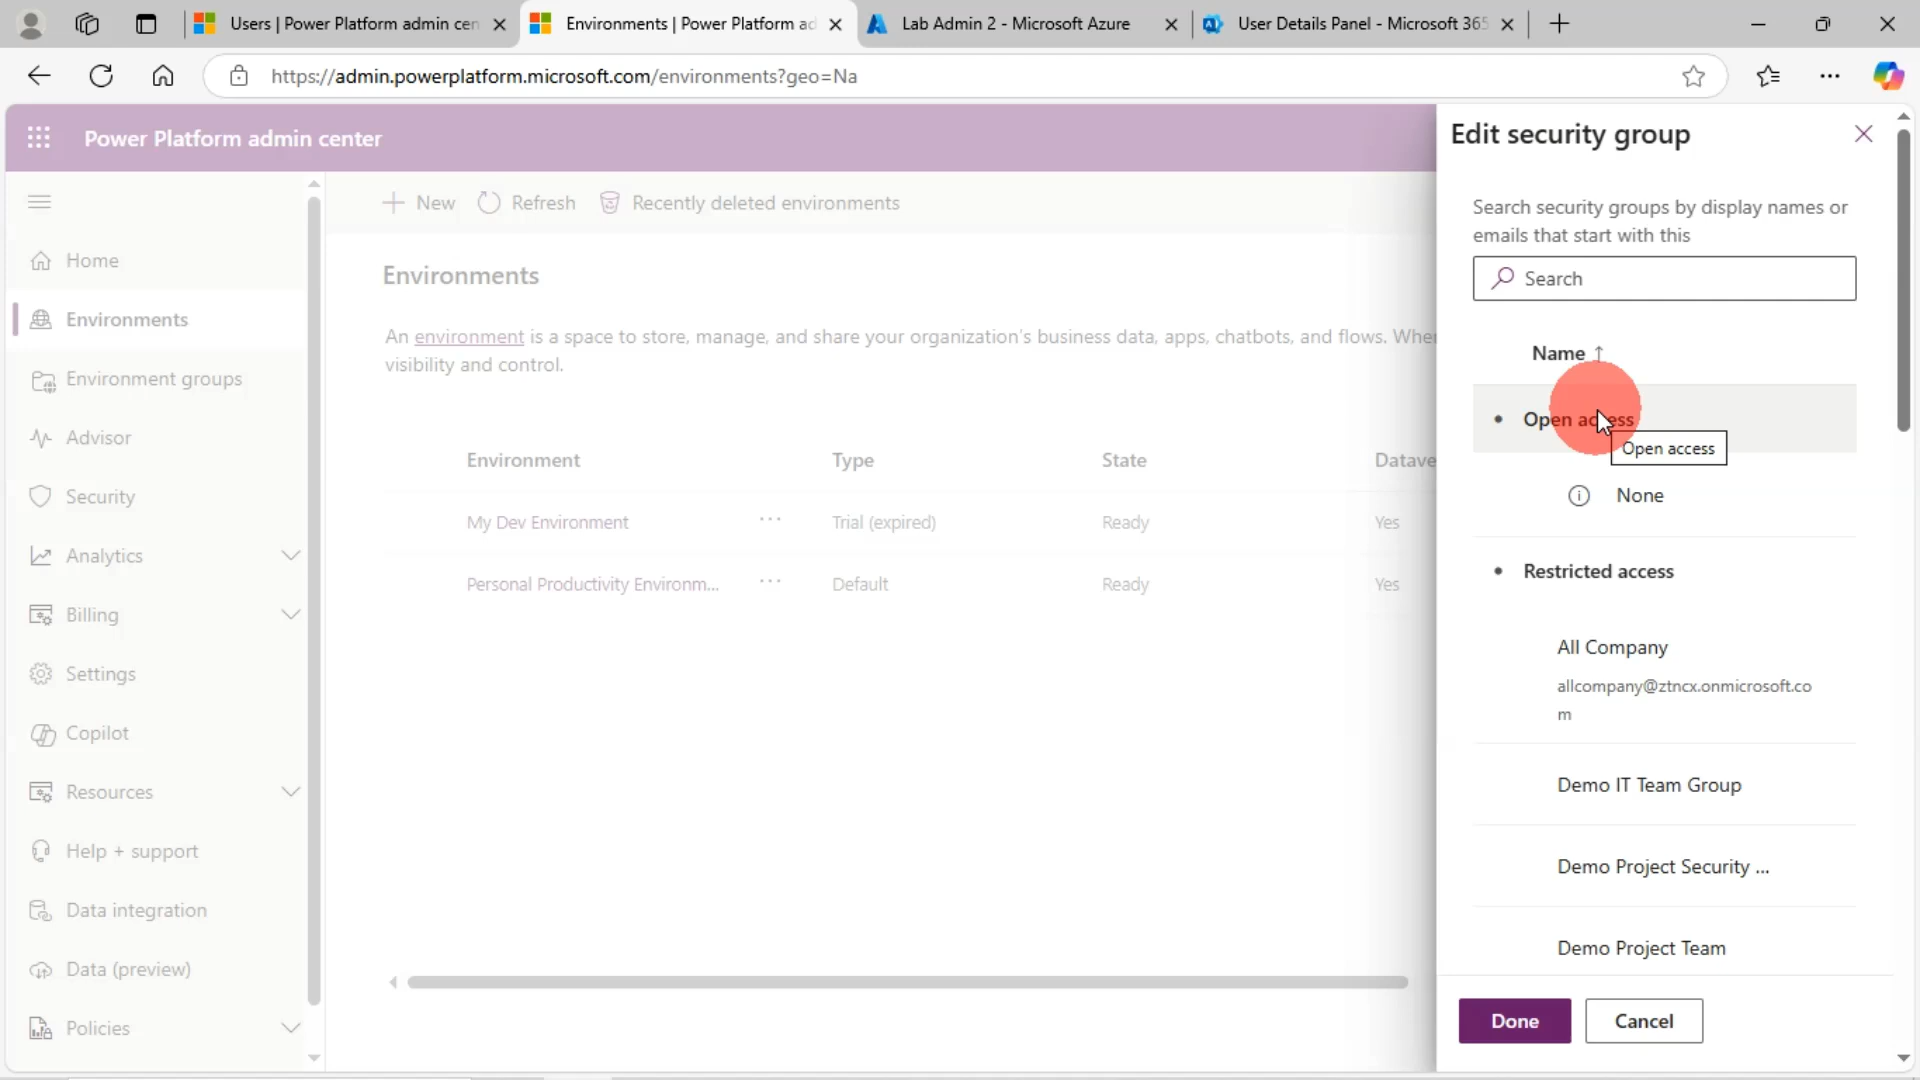 Users | Power Platform admin cen
Environments | Power Platform ad
Lab Admin 2 - Microsoft Azure
User Details Panel - Microsoft 365
https://admin.powerplatform.microsoft.com/environments?geo=Na
Power Platform admin center
Home
Environments
Environment groups
Advisor
Security
Analytics
Billing
Settings
Copilot
Resources
Help + support
Data integration
Data (preview)
Policies
New
Refresh
Recently deleted environments
Environments
An environment is a space to store, manage, and share your organization's business data, apps, chatbots, and flows. Whe
visibility and control.
Environment Type State Datave
My Dev Environment ... Trial (expired) Ready Yes
Personal Productivity Environm... ... Default Ready Yes
Edit security group
Search security groups by display names or
emails that start with this
Search
Name ↑
Open access
Open access
None
Restricted access
All Company
allcompany@ztncx.onmicrosoft.co
m
Demo IT Team Group
Demo Project Security ...
Demo Project Team
Done
Cancel